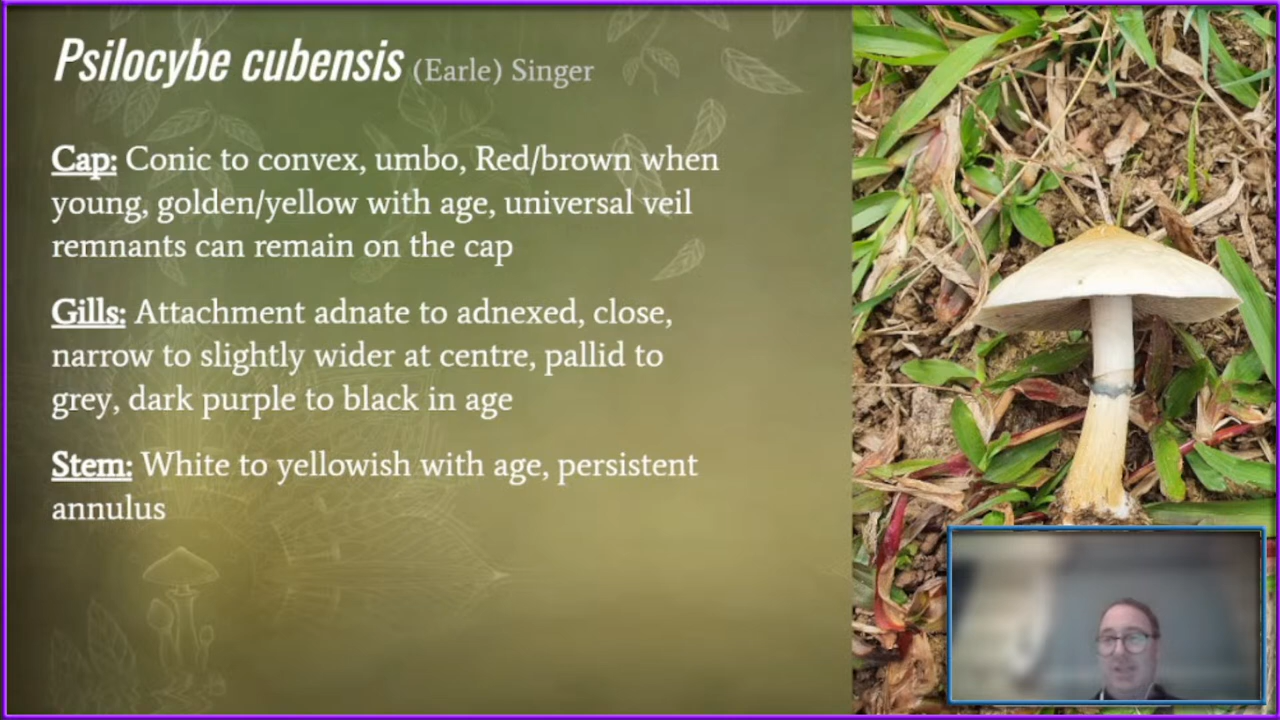 Psilocybe cubensis (Earle) Singer
Cap: Conic to convex, umbo, Red/brown when
young, golden/yellow with age, universal veil
remnants can remain on the cap
Gills: Attachment adnate to adnexed, close,
narrow to slightly wider at centre, pallid to
grey, dark purple to black in age
Stem: White to yellowish with age, persistent
annulus